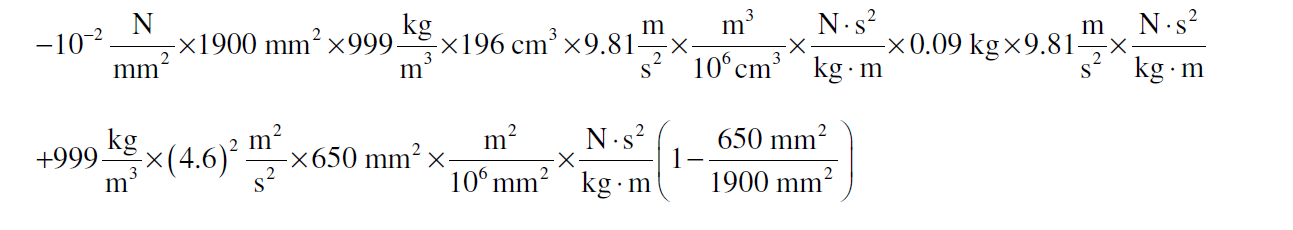 −10⁻² N/mm² ×1900 mm² ×999 kg/m³ ×196 cm³ ×9.81 m/s² × m³/10⁶ cm³ × N·s²/kg·m ×0.09 kg×9.81 m/s² × N·s²/kg·m
+999 kg/m³ ×(4.6)² m²/s² ×650 mm² × m²/10⁶ mm² × N·s²/kg·m (1− 650 mm²/1900 mm²)